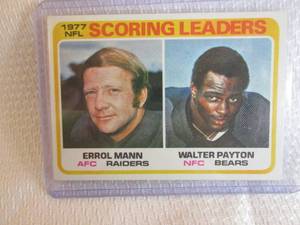 1977 NFL SCORING LEADERS
ERROL MANN
AFC RAIDERS
WALTER PAYTON
NFC BEARS